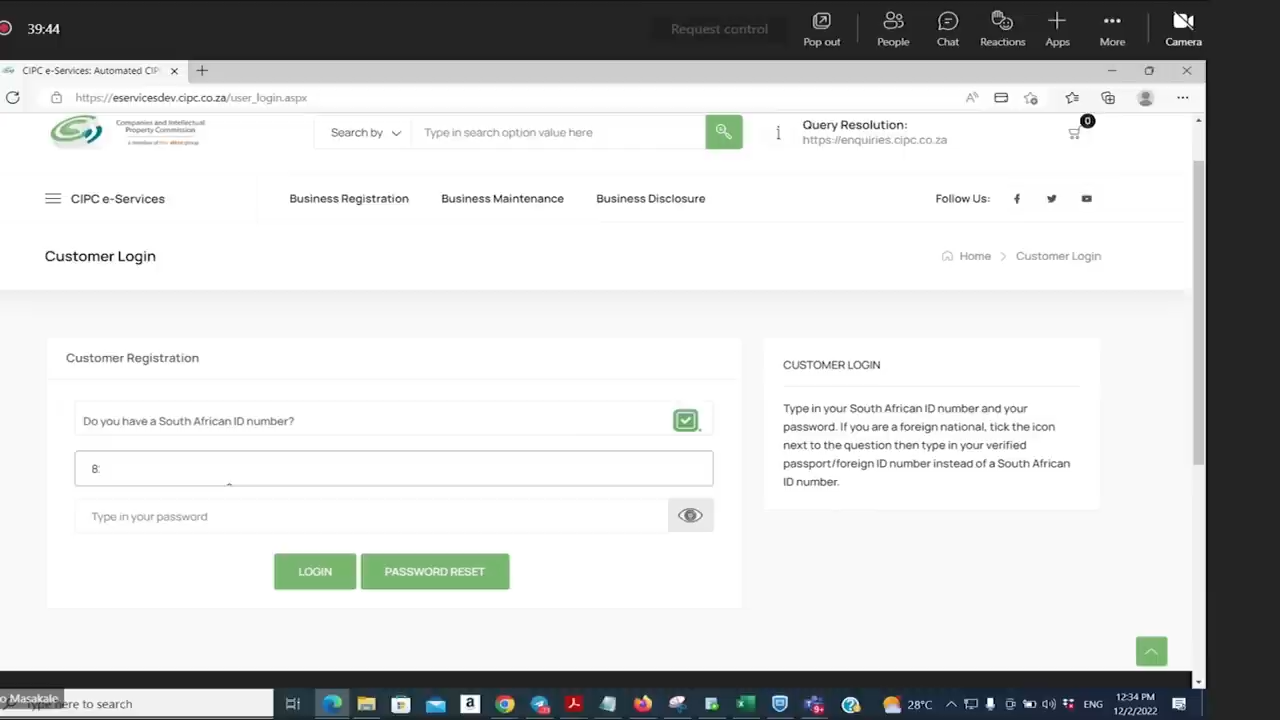 39:44
Request control
Pop out
People
Chat
Reactions
Apps
More
Camera
CIPC e-Services: Automated CIP
https://eservicesdev.cipc.co.za/user_login.aspx
Companies and Intellectual
Property Commission
a member of the dtic group
Search by
Type in search option value here
Query Resolution:
https://enquiries.cipc.co.za
0
CIPC e-Services
Business Registration
Business Maintenance
Business Disclosure
Follow Us:
Customer Login
Home
Customer Login
Customer Registration
Do you have a South African ID number?
8:
Type in your password
LOGIN
PASSWORD RESET
CUSTOMER LOGIN
Type in your South African ID number and your
password. If you are a foreign national, tick the icon
next to the question then type in your verified
passport/foreign ID number instead of a South African
ID number.
o Masakale
Type here to search
28°C
ENG
12:34 PM
12/2/2022